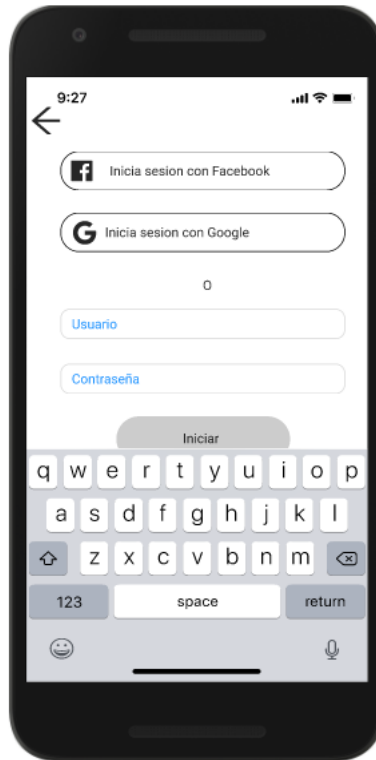 9:27
Inicia sesion con Facebook
G Inicia sesion con Google
O
Usuario
Contraseña
Iniciar
q w e r t y u i o p
a s d f g h j k l
z x c v b n m
123 space return